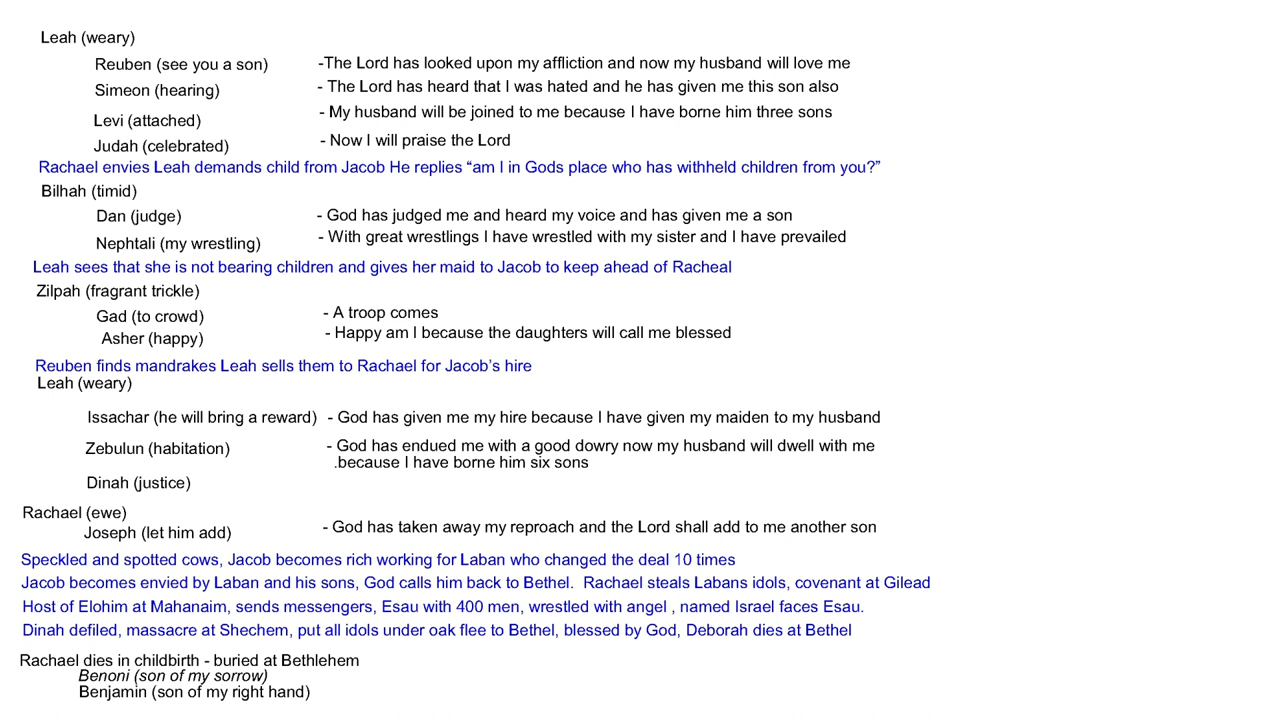 Leah (weary)
Reuben (see you a son) -The Lord has looked upon my affliction and now my husband will love me
Simeon (hearing) - The Lord has heard that I was hated and he has given me this son also
Levi (attached) - My husband will be joined to me because I have borne him three sons
Judah (celebrated) - Now I will praise the Lord
Rachael envies Leah demands child from Jacob He replies “am I in Gods place who has withheld children from you?”
Bilhah (timid)
Dan (judge) - God has judged me and heard my voice and has given me a son
Nephtali (my wrestling) - With great wrestlings I have wrestled with my sister and I have prevailed
Leah sees that she is not bearing children and gives her maid to Jacob to keep ahead of Racheal
Zilpah (fragrant trickle)
Gad (to crowd) - A troop comes
Asher (happy) - Happy am I because the daughters will call me blessed
Reuben finds mandrakes Leah sells them to Rachael for Jacob’s hire
Leah (weary)
Issachar (he will bring a reward) - God has given me my hire because I have given my maiden to my husband
Zebulun (habitation) - God has endued me with a good dowry now my husband will dwell with me
.because I have borne him six sons
Dinah (justice)
Rachael (ewe)
Joseph (let him add) - God has taken away my reproach and the Lord shall add to me another son
Speckled and spotted cows, Jacob becomes rich working for Laban who changed the deal 10 times
Jacob becomes envied by Laban and his sons, God calls him back to Bethel.  Rachael steals Labans idols, covenant at Gilead
Host of Elohim at Mahanaim, sends messengers, Esau with 400 men, wrestled with angel , named Israel faces Esau.
Dinah defiled, massacre at Shechem, put all idols under oak flee to Bethel, blessed by God, Deborah dies at Bethel
Rachael dies in childbirth - buried at Bethlehem
Benoni (son of my sorrow)
Benjamin (son of my right hand)